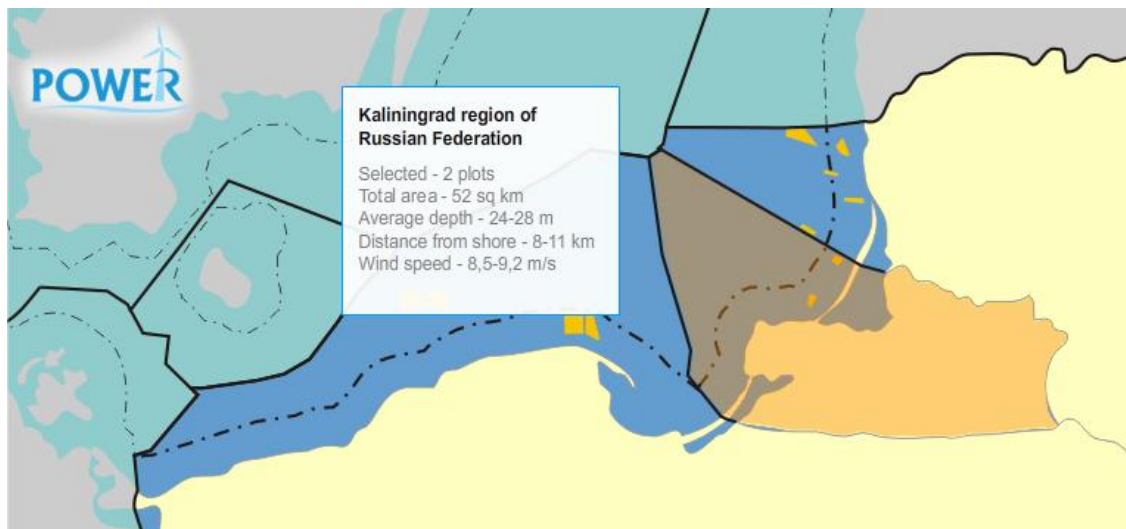 POWER
Kaliningrad region of
Russian Federation
Selected - 2 plots
Total area - 52 sq km
Average depth - 24-28 m
Distance from shore - 8-11 km
Wind speed - 8,5-9,2 m/s